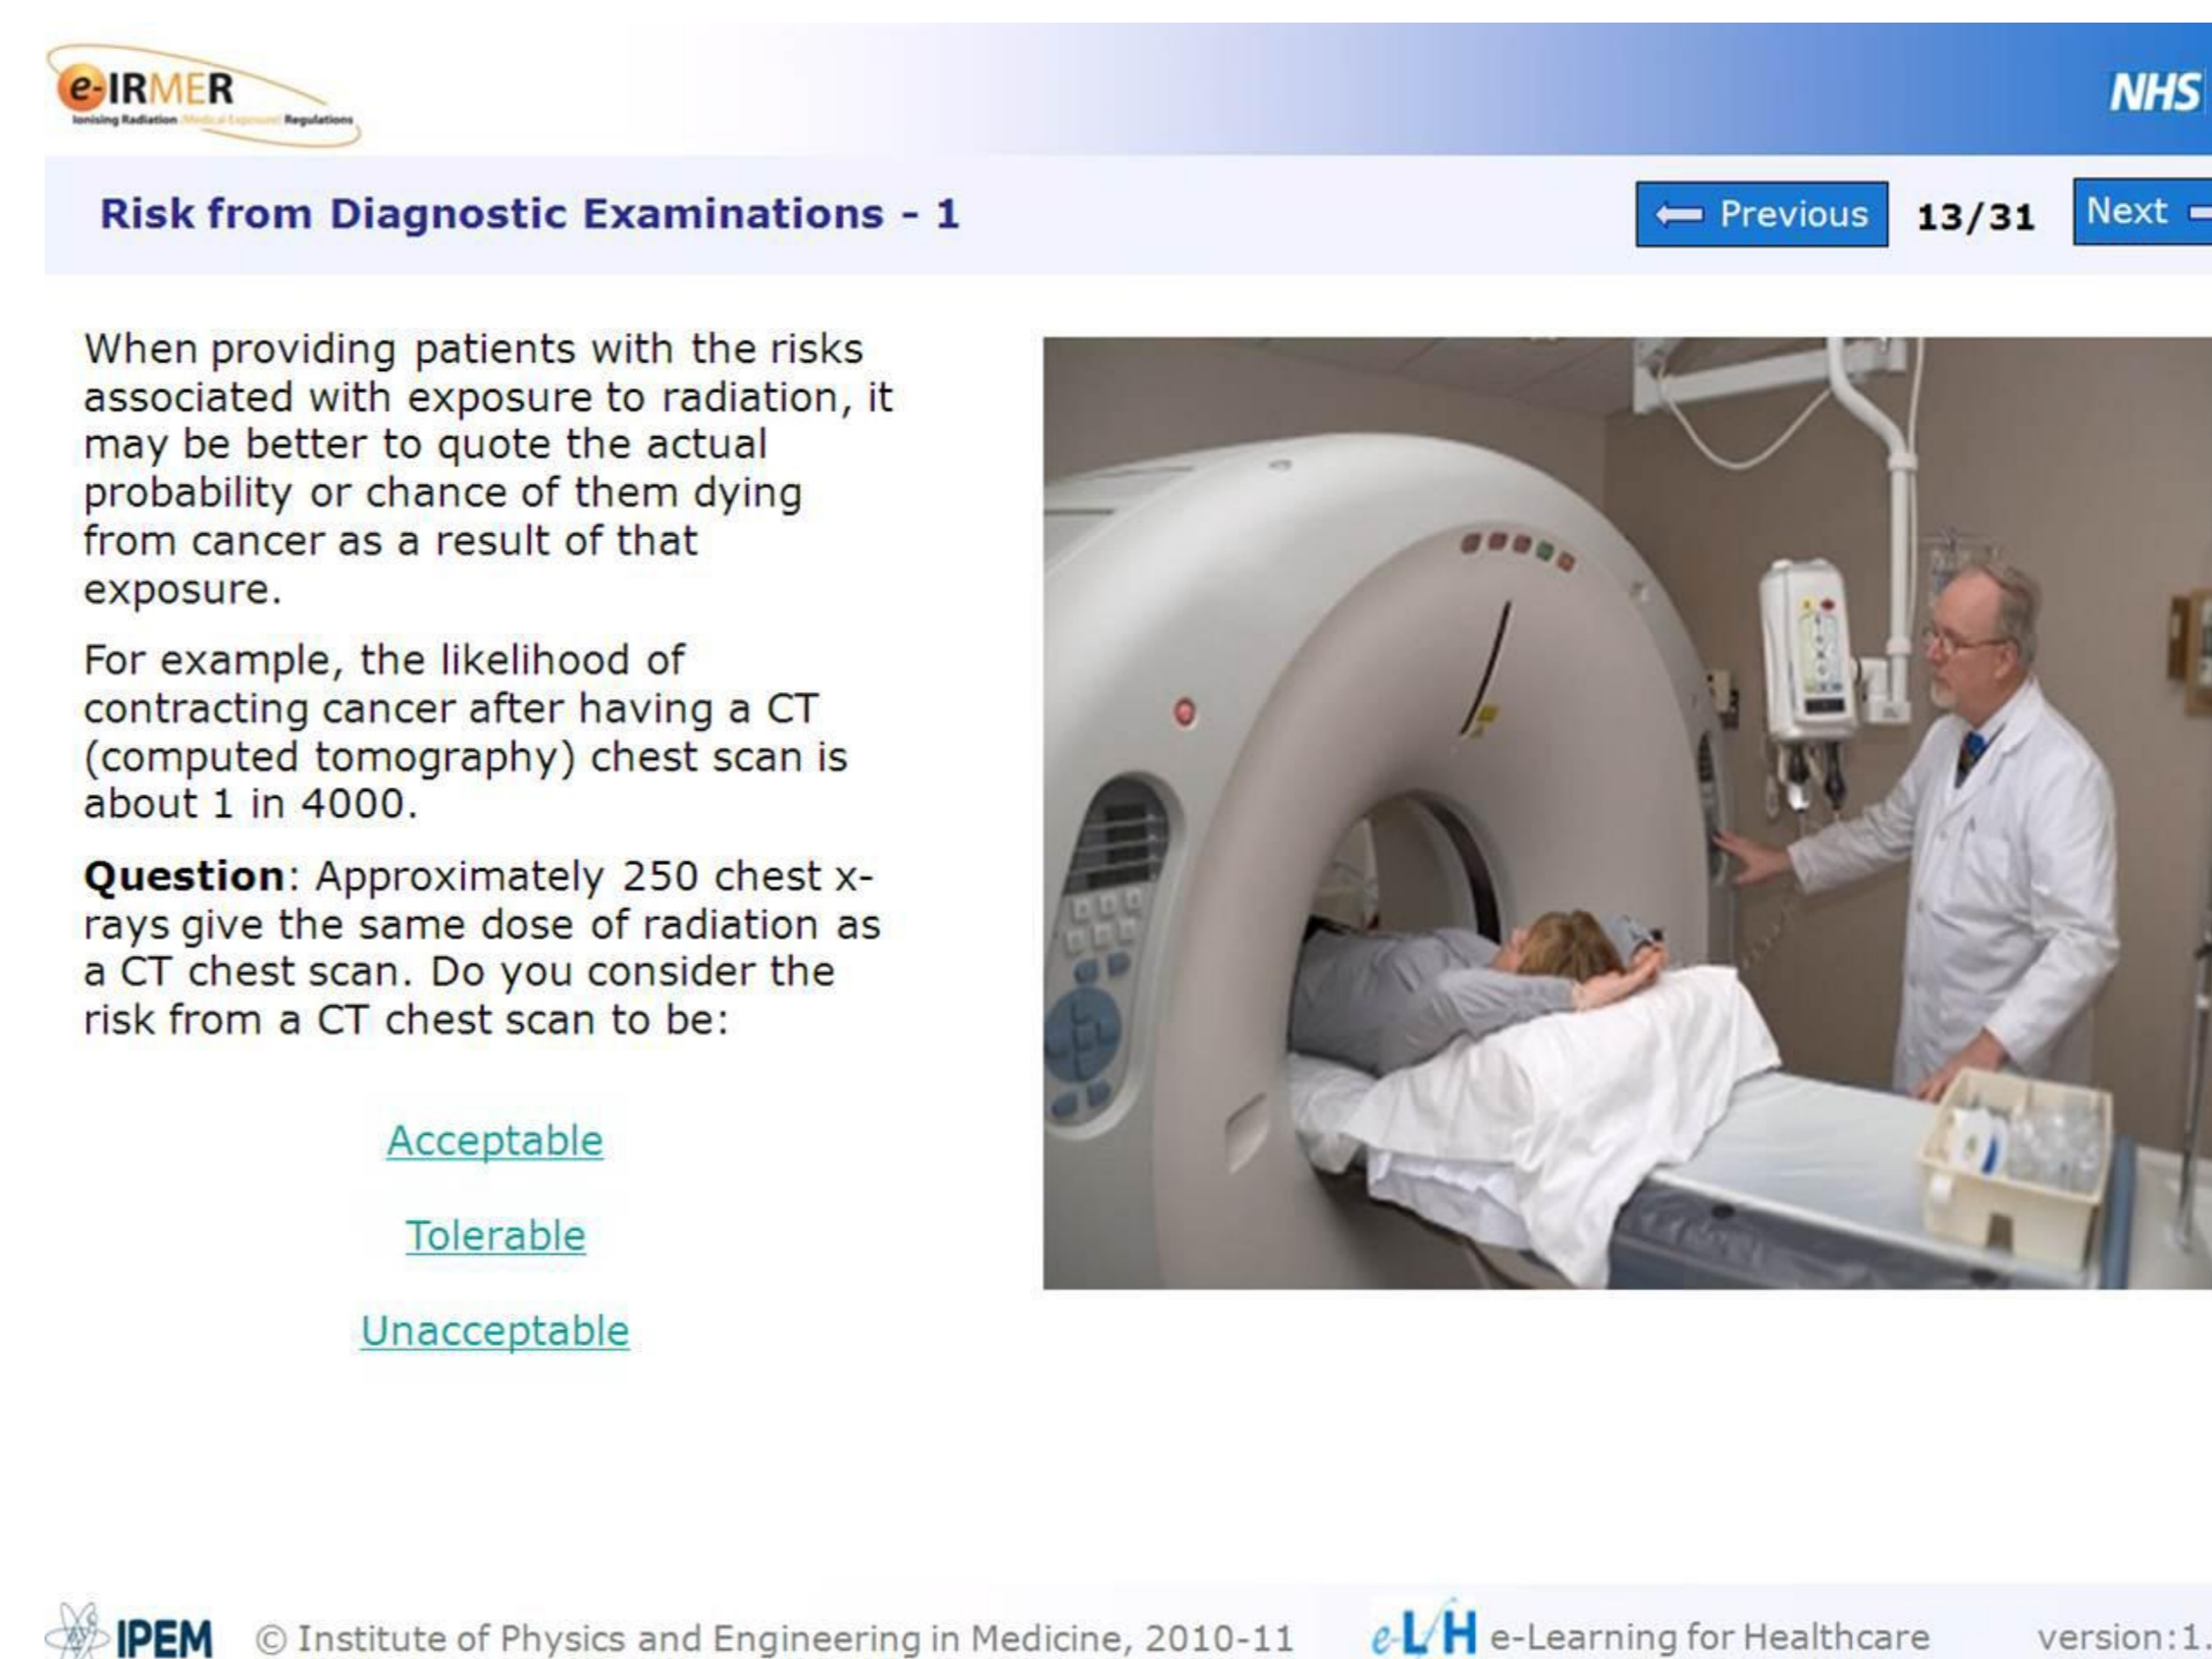 e-IRMER
Ionising Radiation (Medical Exposure) Regulations
NHS
Risk from Diagnostic Examinations - 1
Previous
13/31
Next
When providing patients with the risks
associated with exposure to radiation, it
may be better to quote the actual
probability or chance of them dying
from cancer as a result of that
exposure.
For example, the likelihood of
contracting cancer after having a CT
(computed tomography) chest scan is
about 1 in 4000.
Question: Approximately 250 chest x-
rays give the same dose of radiation as
a CT chest scan. Do you consider the
risk from a CT chest scan to be:
Acceptable
Tolerable
Unacceptable
IPEM
© Institute of Physics and Engineering in Medicine, 2010-11
e-LfH e-Learning for Healthcare
version:1.